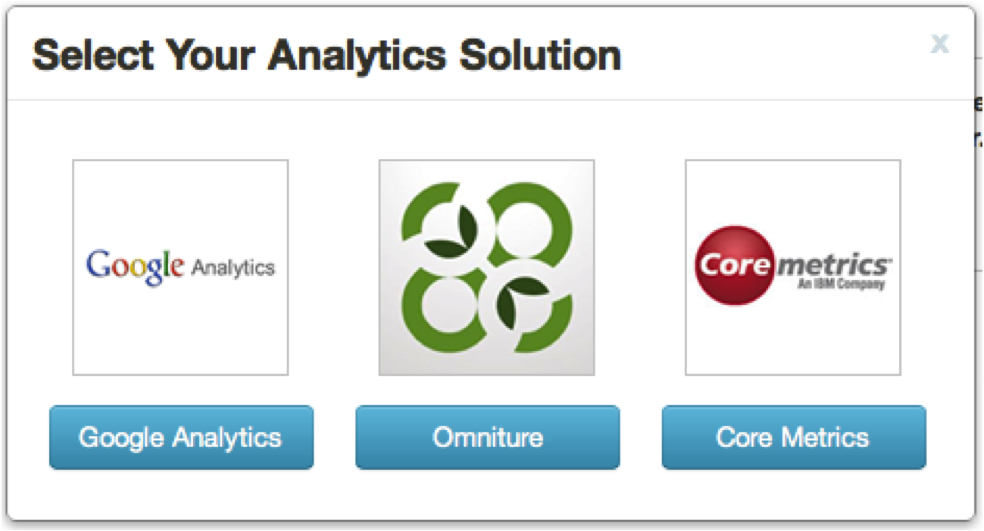 Select Your Analytics Solution
x
Google Analytics
Core metrics
An IBM Company
Google Analytics
Omniture
Core Metrics